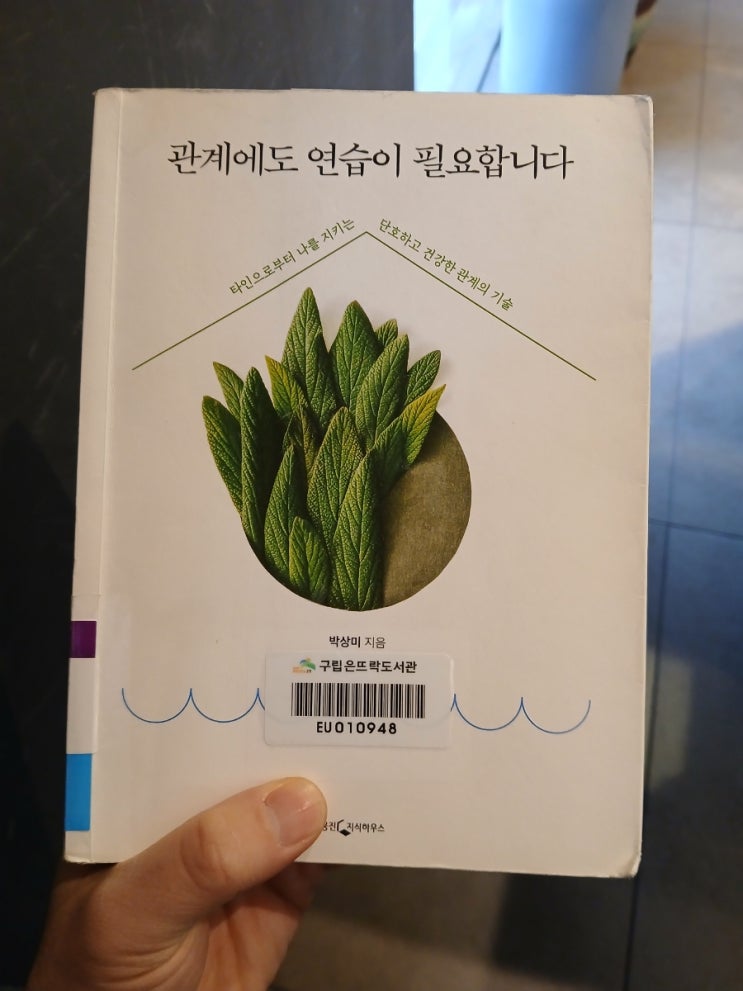 관계에도 연습이 필요합니다
타인으로부터 나를 지키는
단호하고 건강한 관계의 기술
박상미 지음
구립은뜨락도서관
EU010948
지식하우스